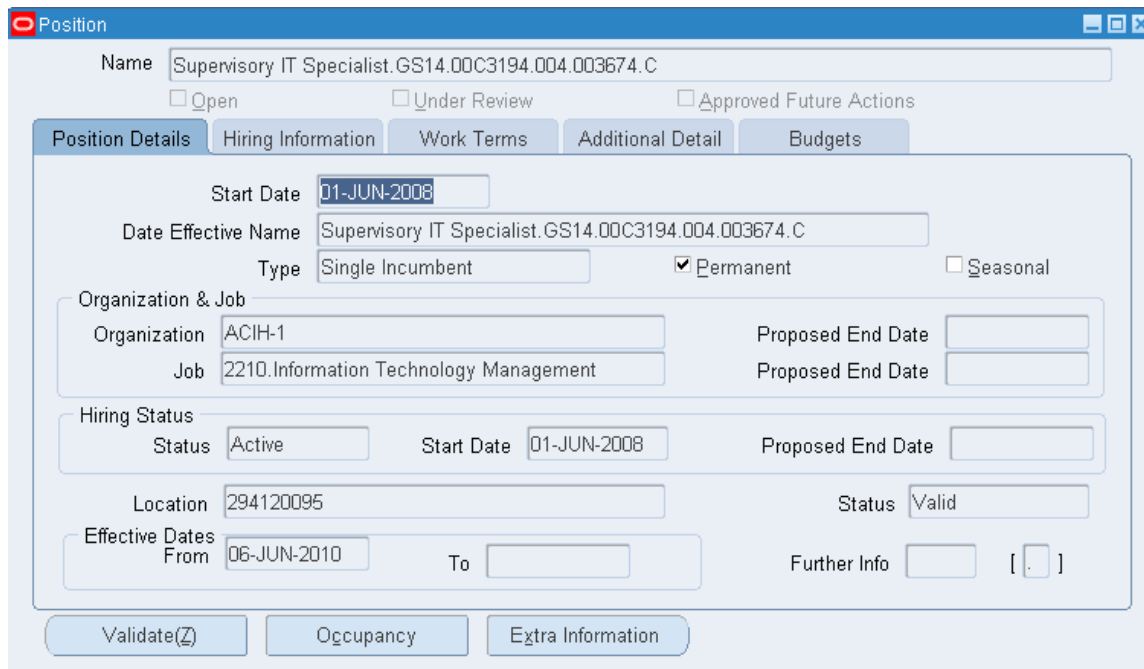 Position
Name Supervisory IT Specialist.GS14.00C3194.004.003674.C
Open Under Review Approved Future Actions
Position Details Hiring Information Work Terms Additional Detail Budgets
Start Date 01-JUN-2008
Date Effective Name Supervisory IT Specialist.GS14.00C3194.004.003674.C
Type Single Incumbent Permanent Seasonal
Organization & Job
Organization ACIH-1 Proposed End Date
Job 2210.Information Technology Management Proposed End Date
Hiring Status
Status Active Start Date 01-JUN-2008 Proposed End Date
Location 294120095 Status Valid
Effective Dates
From 06-JUN-2010 To Further Info [ . ]
Validate(Z) Occupancy Extra Information